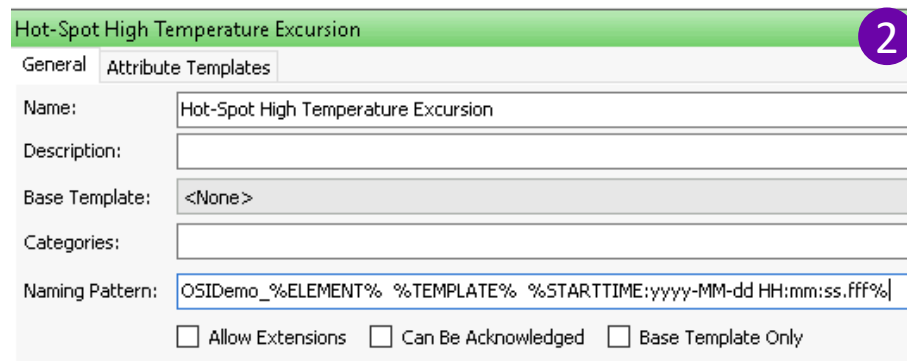 Hot-Spot High Temperature Excursion
2
General Attribute Templates
Name: Hot-Spot High Temperature Excursion
Description:
Base Template: <None>
Categories:
Naming Pattern: OSIDemo_%ELEMENT% %TEMPLATE% %STARTTIME:yyyy-MM-dd HH:mm:ss.fff%
Allow Extensions Can Be Acknowledged Base Template Only